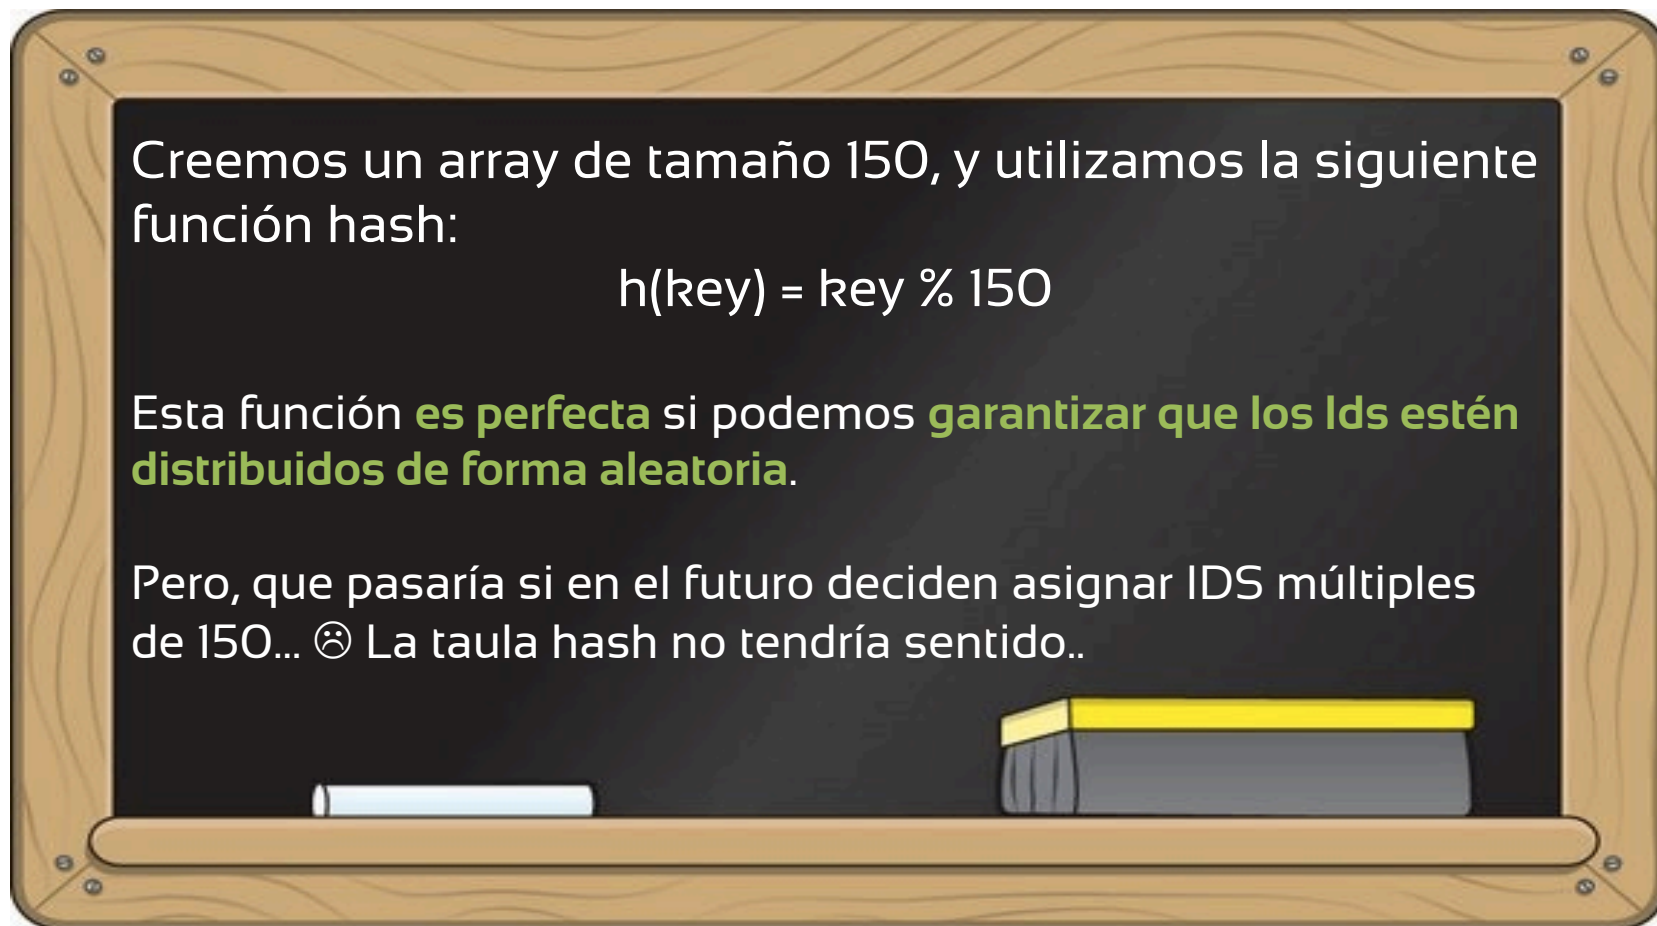 Creemos un array de tamaño 150, y utilizamos la siguiente
función hash:
h(key) = key % 150
Esta función es perfecta si podemos garantizar que los Ids estén
distribuidos de forma aleatoria.
Pero, que pasaría si en el futuro deciden asignar IDS múltiples
de 150... ☹ La taula hash no tendría sentido..